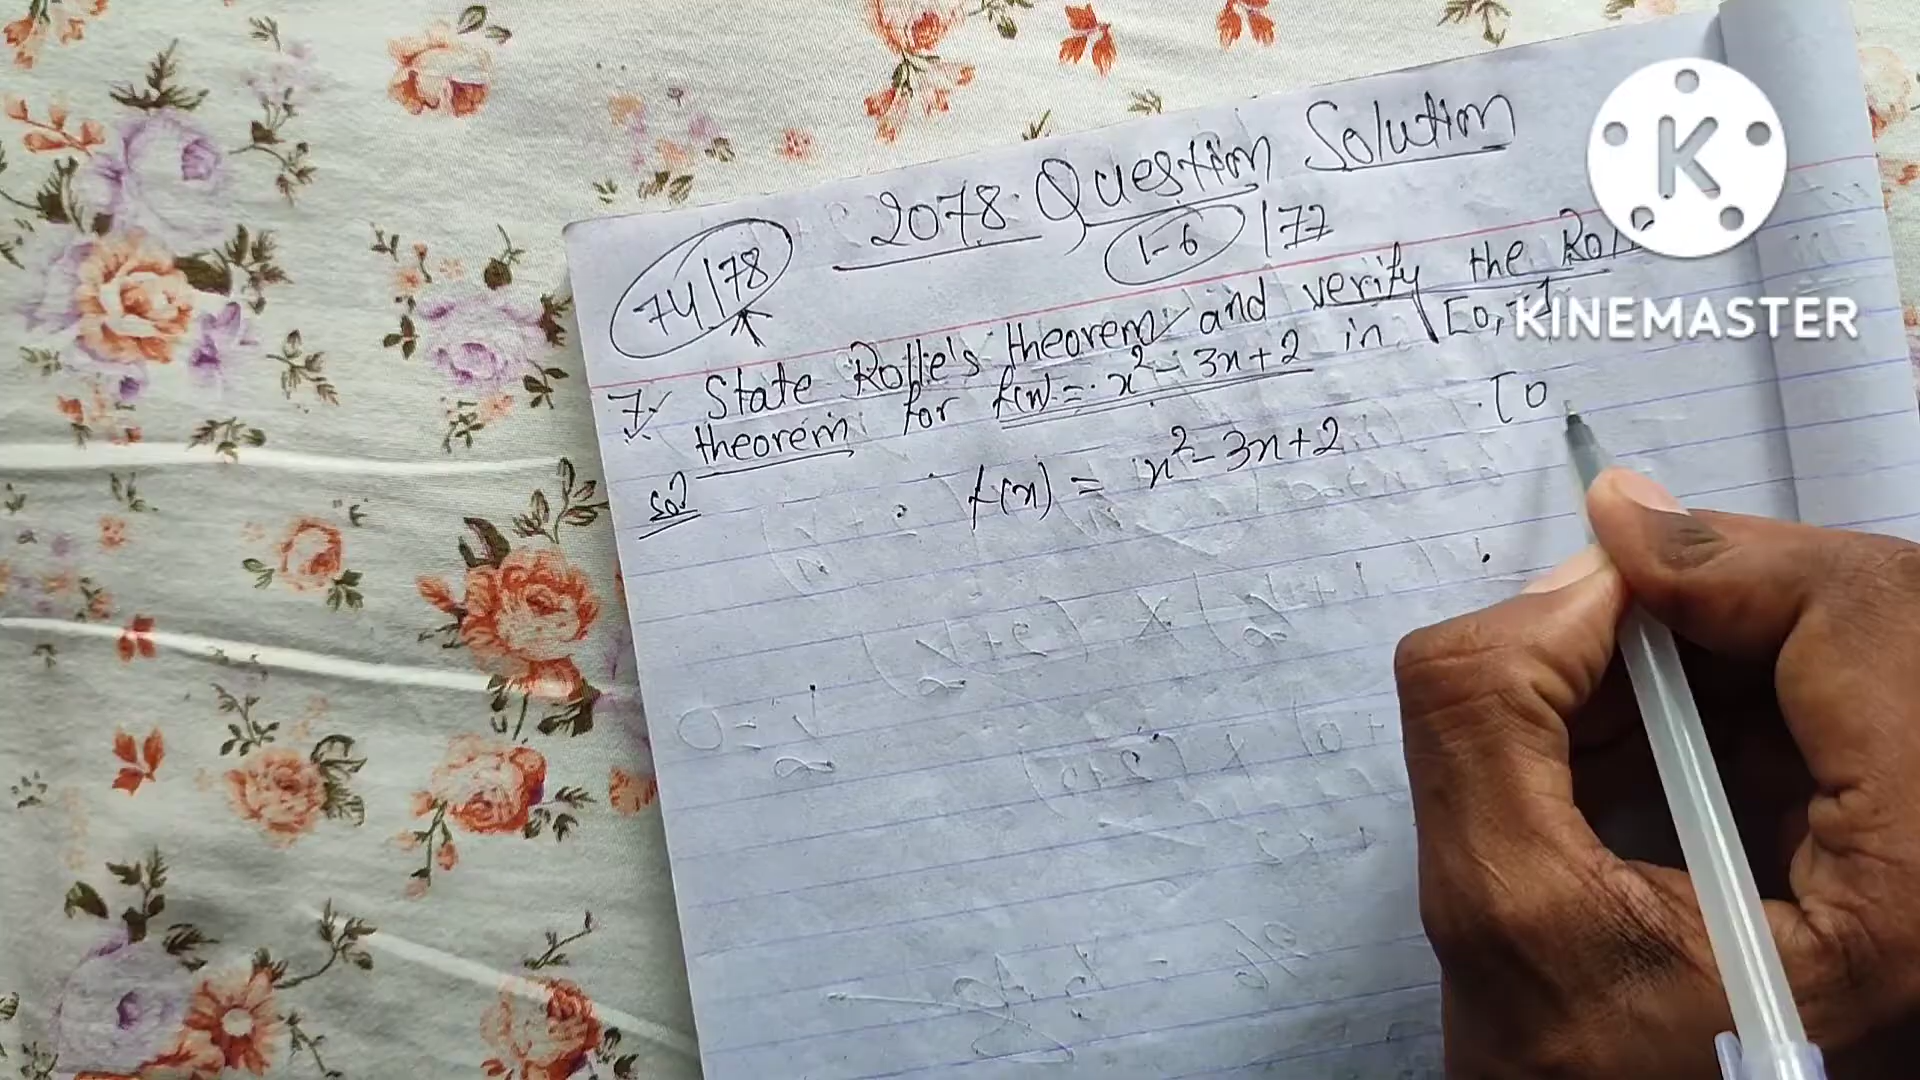 2078 Question Solution
74/78
1-6 /77
7. State Rolle's theorem and verify the
theorem for f(x) = x² - 3x + 2 in [0,
Sol
f(x) = x² - 3x + 2
[0
K
KINEMASTER